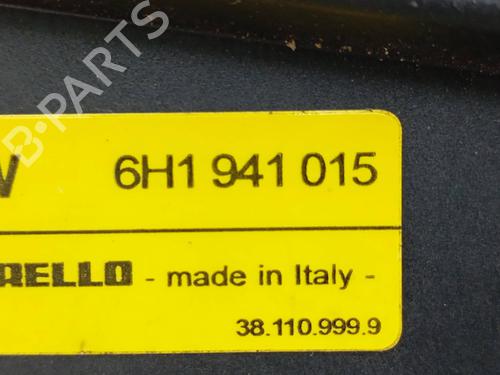 B-PARTS
6H1 941 015
RELLO - made in Italy -
38.110.999.9